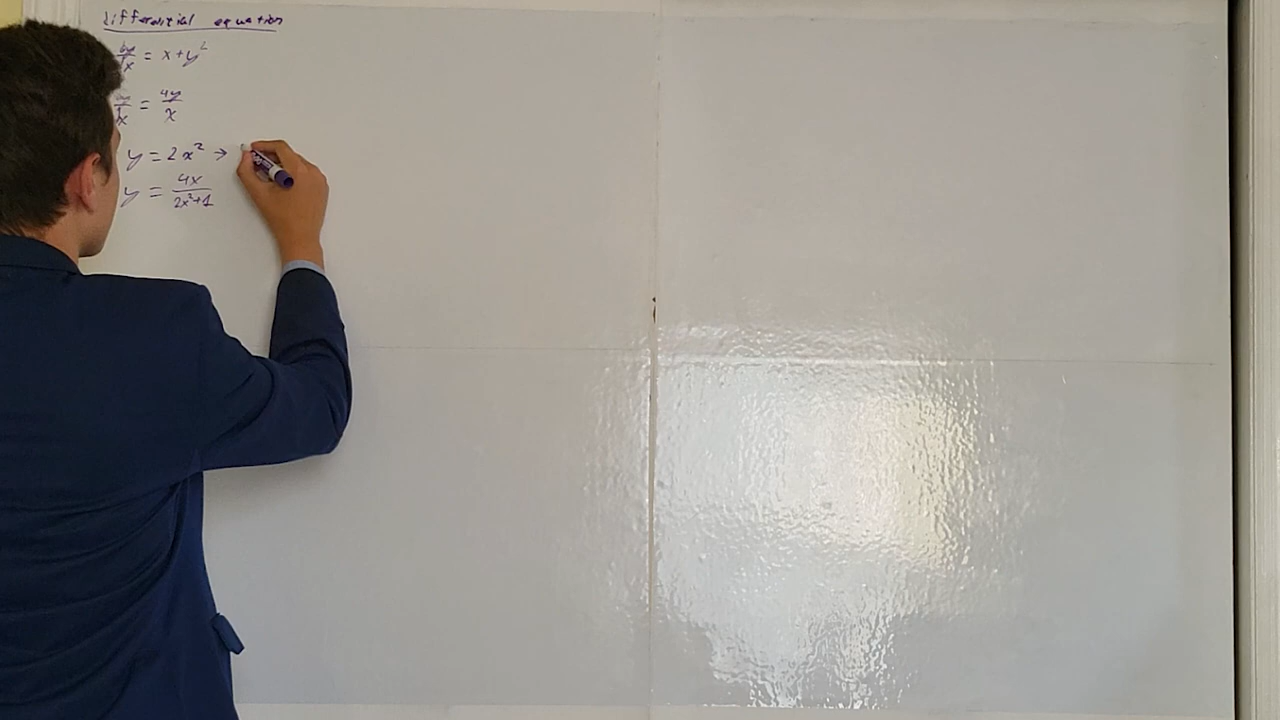 differential equation
dy/dx = x + y²
dy/dx = 4y/x
y = 2x² →
y = 4x/2x²+1